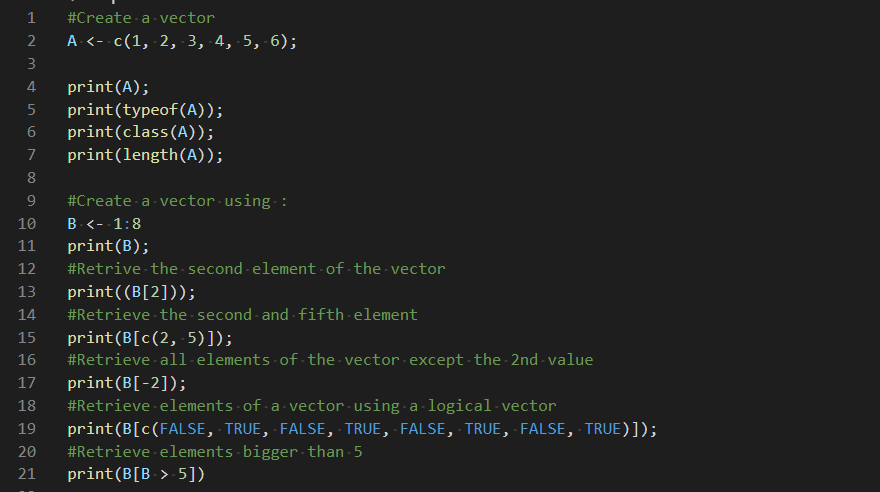 1 #Create a vector
2 A <- c(1, 2, 3, 4, 5, 6);
3
4 print(A);
5 print(typeof(A));
6 print(class(A));
7 print(length(A));
8
9 #Create a vector using :
10 B <- 1:8
11 print(B);
12 #Retrive the second element of the vector
13 print((B[2]));
14 #Retrieve the second and fifth element
15 print(B[c(2, 5)]);
16 #Retrieve all elements of the vector except the 2nd value
17 print(B[-2]);
18 #Retrieve elements of a vector using a logical vector
19 print(B[c(FALSE, TRUE, FALSE, TRUE, FALSE, TRUE, FALSE, TRUE)]);
20 #Retrieve elements bigger than 5
21 print(B[B > 5])